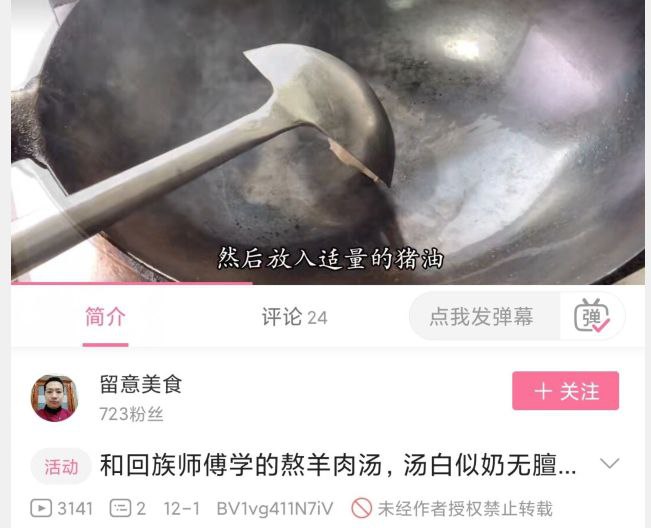 然后放入适量的猪油
简介
评论 24
点我发弹幕
弹
留意美食
723粉丝
+ 关注
活动 和回族师傅学的熬羊肉汤，汤白似奶无膻...
3141 2 12-1 BV1vg411N7iV 未经作者授权禁止转载